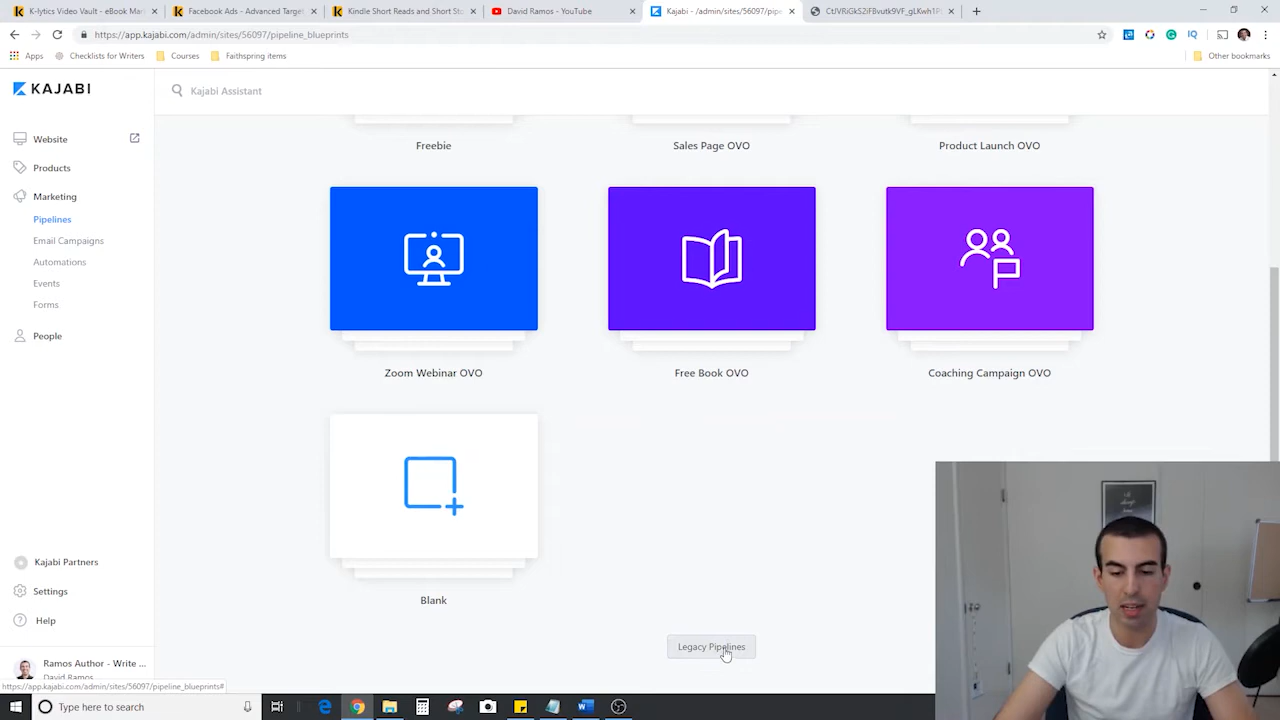 K-lytics Video Vault - eBook Mark
Facebook Ads - Advanced Target
Kindle Short Reads and Short Sto
David Ramos - YouTube
Kajabi - /admin/sites/56097/pipe
https://app.kajabi.com/admin/sites/56097/pipeline_blueprints
Apps
Checklists for Writers
Courses
Faithspring items
Other bookmarks
KAJABI
Kajabi Assistant
Website
Products
Marketing
Pipelines
Email Campaigns
Automations
Events
Forms
People
Freebie
Sales Page OVO
Product Launch OVO
Zoom Webinar OVO
Free Book OVO
Coaching Campaign OVO
Blank
Legacy Pipelines
Kajabi Partners
Settings
Help
Ramos Author - Write ...
David Ramos
https://app.kajabi.com/admin/sites/56097/pipeline_blueprints#
Type here to search